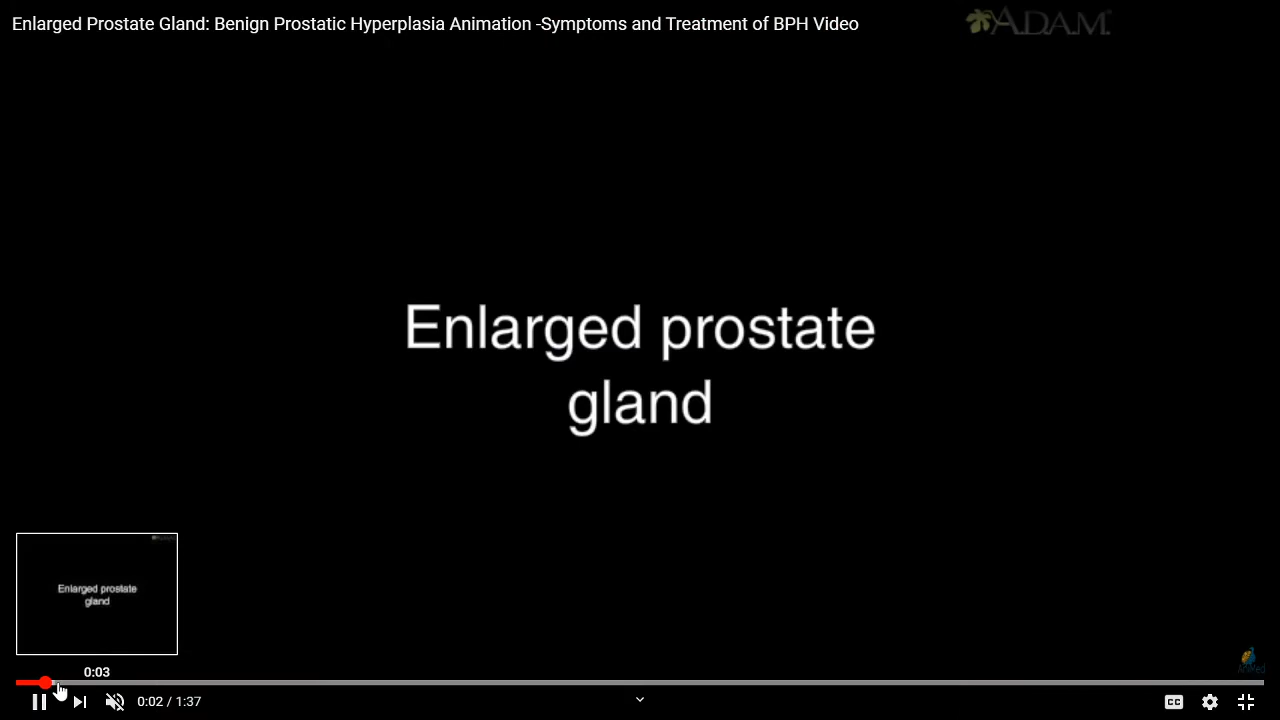 Enlarged Prostate Gland: Benign Prostatic Hyperplasia Animation -Symptoms and Treatment of BPH Video
A.D.A.M.
Enlarged prostate
gland
Enlarged prostate
gland
0:03
0:02 / 1:37
CC